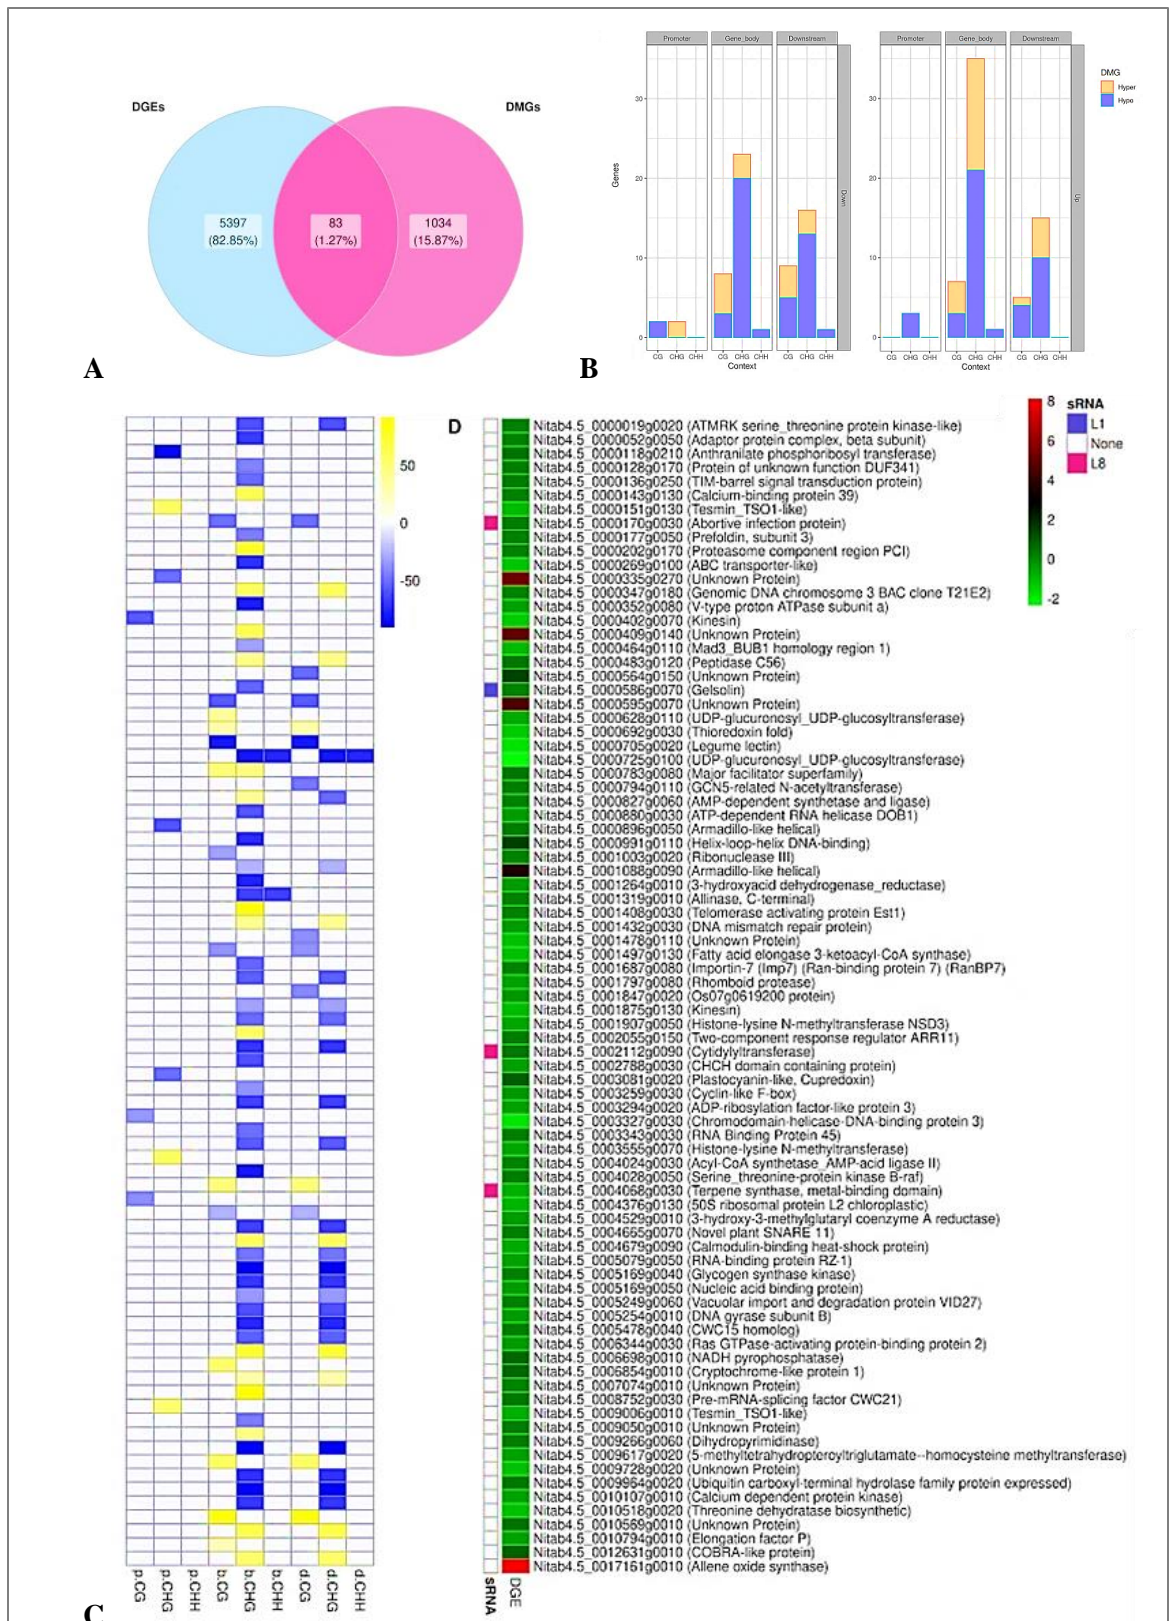 DGEs
DMGs
5397
(82.85%)
83
(1.27%)
1034
(15.87%)
A
Promoter
Gene_body
Downstream
Promoter
Gene_body
Downstream
Genes
30
20
10
0
Down
30
20
10
0
Up
CG CHG CHH CG CHG CHH CG CHG CHH
Context
CG CHG CHH CG CHG CHH CG CHG CHH
Context
DMG
Hyper
Hypo
B
50
0
-50
p.CG
p.CHG
p.CHH
b.CG
b.CHG
b.CHH
d.CG
d.CHG
d.CHH
C
D
Nitab4.5_0000019g0020 (ATMRK serine_threonine protein kinase-like)
Nitab4.5_0000052g0050 (Adaptor protein complex, beta subunit)
Nitab4.5_0000118g0210 (Anthranilate phosphoribosyl transferase)
Nitab4.5_0000128g0170 (Protein of unknown function DUF341)
Nitab4.5_0000136g0250 (TIM-barrel signal transduction protein)
Nitab4.5_0000143g0130 (Calcium-binding protein 39)
Nitab4.5_0000151g0130 (Tesmin_TSO1-like)
Nitab4.5_0000170g0030 (Abortive infection protein)
Nitab4.5_0000177g0050 (Prefoldin, subunit 3)
Nitab4.5_0000202g0170 (Proteasome component region PCI)
Nitab4.5_0000269g0100 (ABC transporter-like)
Nitab4.5_0000335g0270 (Unknown Protein)
Nitab4.5_0000347g0180 (Genomic DNA chromosome 3 BAC clone T21E2)
Nitab4.5_0000352g0080 (V-type proton ATPase subunit a)
Nitab4.5_0000402g0070 (Kinesin)
Nitab4.5_0000409g0140 (Unknown Protein)
Nitab4.5_0000464g0110 (Mad3_BUB1 homology region 1)
Nitab4.5_0000483g0120 (Peptidase C56)
Nitab4.5_0000564g0150 (Unknown Protein)
Nitab4.5_0000586g0070 (Gelsolin)
Nitab4.5_0000595g0070 (Unknown Protein)
Nitab4.5_0000628g0110 (UDP-glucuronosyl_UDP-glucosyltransferase)
Nitab4.5_0000692g0030 (Thioredoxin fold)
Nitab4.5_0000705g0020 (Legume lectin)
Nitab4.5_0000725g0100 (UDP-glucuronosyl_UDP-glucosyltransferase)
Nitab4.5_0000783g0080 (Major facilitator superfamily)
Nitab4.5_0000794g0110 (GCN5-related N-acetyltransferase)
Nitab4.5_0000827g0060 (AMP-dependent synthetase and ligase)
Nitab4.5_0000880g0030 (ATP-dependent RNA helicase DOB1)
Nitab4.5_0000896g0050 (Armadillo-like helical)
Nitab4.5_0000991g0110 (Helix-loop-helix DNA-binding)
Nitab4.5_0001003g0020 (Ribonuclease III)
Nitab4.5_0001088g0090 (Armadillo-like helical)
Nitab4.5_0001264g0010 (3-hydroxyacid dehydrogenase_reductase)
Nitab4.5_0001319g0010 (Allinase, C-terminal)
Nitab4.5_0001408g0030 (Telomerase activating protein Est1)
Nitab4.5_0001432g0030 (DNA mismatch repair protein)
Nitab4.5_0001478g0110 (Unknown Protein)
Nitab4.5_0001497g0130 (Fatty acid elongase 3-ketoacyl-CoA synthase)
Nitab4.5_0001687g0080 (Importin-7 (Imp7) (Ran-binding protein 7) (RanBP7)
Nitab4.5_0001797g0080 (Rhomboid protease)
Nitab4.5_0001847g0020 (Os07g0619200 protein)
Nitab4.5_0001875g0130 (Kinesin)
Nitab4.5_0001907g0050 (Histone-lysine N-methyltransferase NSD3)
Nitab4.5_0002055g0150 (Two-component response regulator ARR11)
Nitab4.5_0002112g0090 (Cytidylyltransferase)
Nitab4.5_0002788g0030 (CHCH domain containing protein)
Nitab4.5_0003081g0020 (Plastocyanin-like, Cupredoxin)
Nitab4.5_0003259g0030 (Cyclin-like F-box)
Nitab4.5_0003294g0020 (ADP-ribosylation factor-like protein 3)
Nitab4.5_0003327g0030 (Chromodomain-helicase-DNA-binding protein 3)
Nitab4.5_0003343g0030 (RNA Binding Protein 45)
Nitab4.5_0003555g0070 (Histone-lysine N-methyltransferase)
Nitab4.5_0004024g0030 (Acyl-CoA synthetase_AMP-acid ligase II)
Nitab4.5_0004028g0050 (Serine_threonine-protein kinase B-raf)
Nitab4.5_0004068g0030 (Terpene synthase, metal-binding domain)
Nitab4.5_0004376g0130 (50S ribosomal protein L2 chloroplastic)
Nitab4.5_0004529g0010 (3-hydroxy-3-methylglutaryl coenzyme A reductase)
Nitab4.5_0004665g0070 (Novel plant SNARE 11)
Nitab4.5_0004679g0090 (Calmodulin-binding heat-shock protein)
Nitab4.5_0005079g0050 (RNA-binding protein RZ-1)
Nitab4.5_0005169g0040 (Glycogen synthase kinase)
Nitab4.5_0005169g0050 (Nucleic acid binding protein)
Nitab4.5_0005249g0060 (Vacuolar import and degradation protein VID27)
Nitab4.5_0005254g0010 (DNA gyrase subunit B)
Nitab4.5_0005478g0040 (CWC15 homolog)
Nitab4.5_0006344g0030 (Ras GTPase-activating protein-binding protein 2)
Nitab4.5_0006698g0010 (NADH pyrophosphatase)
Nitab4.5_0006854g0010 (Cryptochrome-like protein 1)
Nitab4.5_0007074g0010 (Unknown Protein)
Nitab4.5_0008752g0030 (Pre-mRNA-splicing factor CWC21)
Nitab4.5_0009006g0010 (Tesmin_TSO1-like)
Nitab4.5_0009050g0010 (Unknown Protein)
Nitab4.5_0009266g0060 (Dihydropyrimidinase)
Nitab4.5_0009617g0020 (5-methyltetrahydropteroyltriglutamate--homocysteine methyltransferase)
Nitab4.5_0009728g0020 (Unknown Protein)
Nitab4.5_0009964g0020 (Ubiquitin carboxyl-terminal hydrolase family protein expressed)
Nitab4.5_0010107g0010 (Calcium dependent protein kinase)
Nitab4.5_0010518g0020 (Threonine dehydratase biosynthetic)
Nitab4.5_0010569g0010 (Unknown Protein)
Nitab4.5_0010794g0010 (Elongation factor P)
Nitab4.5_0012631g0010 (COBRA-like protein)
Nitab4.5_0017161g0010 (Allene oxide synthase)
sRNA
DGE
8
6
4
2
0
-2
sRNA
L1
None
L8